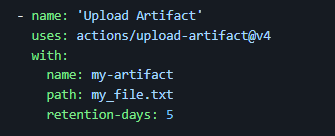 - name: 'Upload Artifact'
  uses: actions/upload-artifact@v4
  with:
    name: my-artifact
    path: my_file.txt
    retention-days: 5